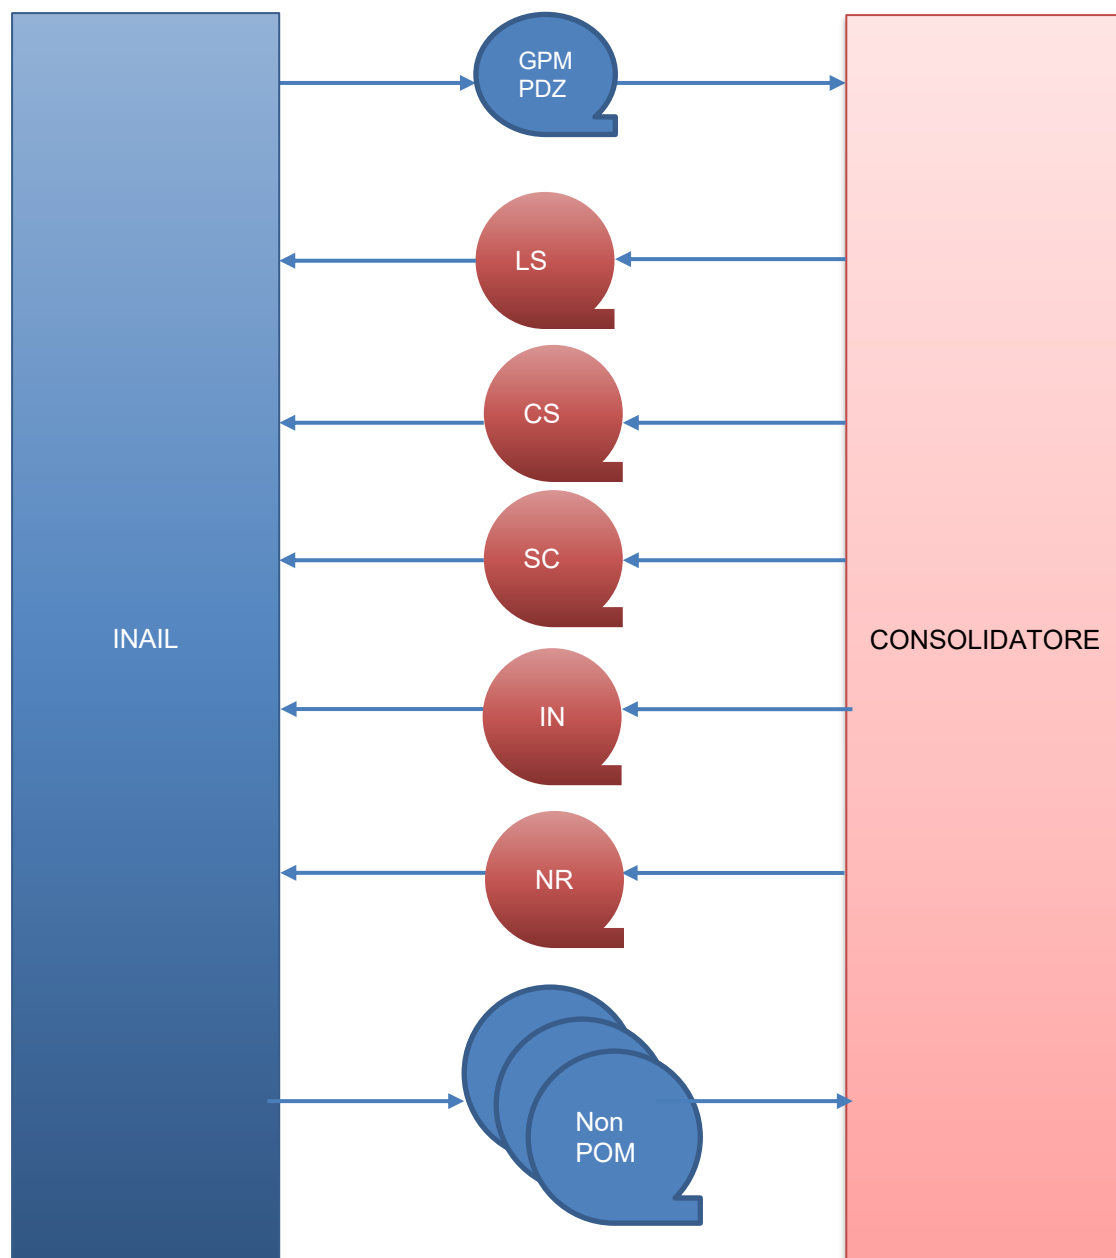 GPM
PDZ
LS
CS
SC
INAIL
CONSOLIDATORE
IN
NR
Non
POM